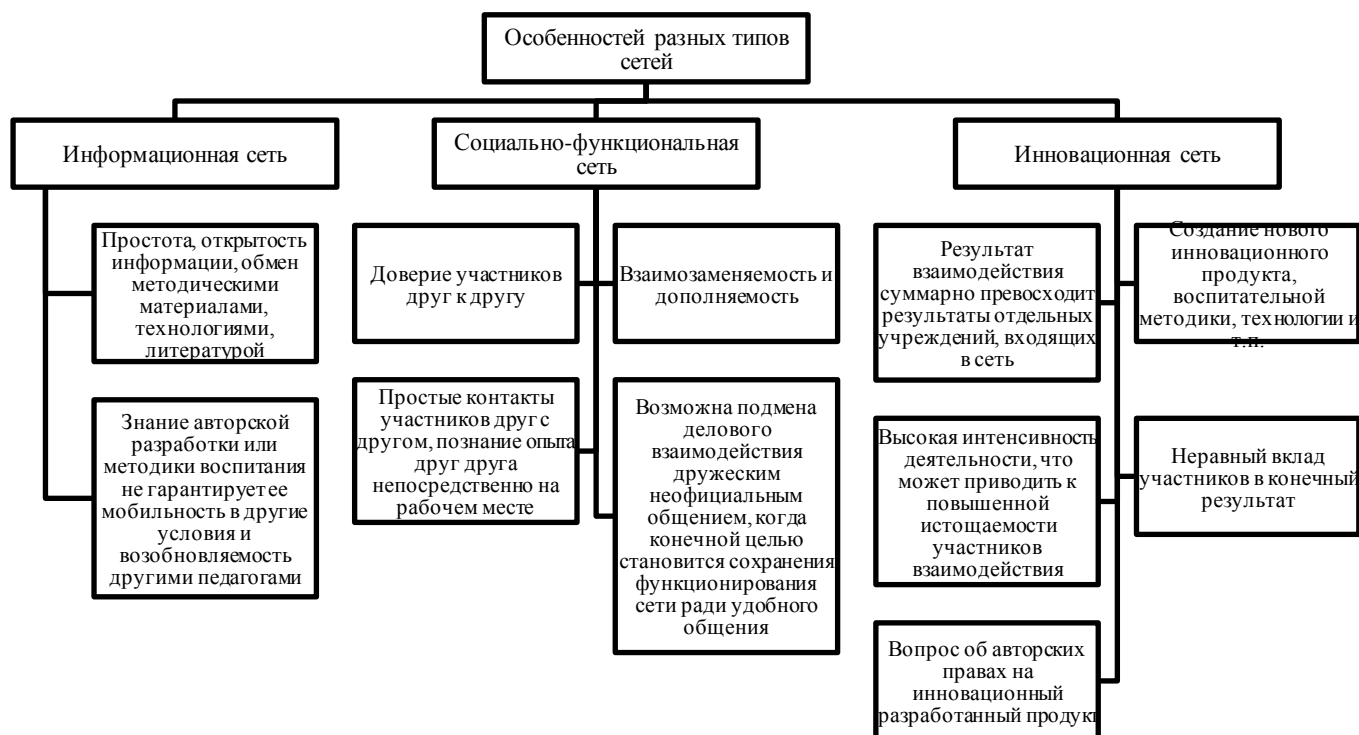 Особенностей разных типов
сетей
Информационная сеть
Социально-функциональная
сеть
Инновационная сеть
Простота, открытость
информации, обмен
методическими
материалами,
технологиями,
литературой
Знание авторской
разработки или
методики воспитания
не гарантирует ее
мобильность в другие
условия и
возобновляемость
другими педагогами
Доверие участников
друг к другу
Взаимозаменяемость и
дополняемость
Простые контакты
участников друг с
другом, познание опыта
друг друга
непосредственно на
рабочем месте
Возможна подмена
делового
взаимодействия
дружеским
неофициальным
общением, когда
конечной целью
становится сохранения
функционирования
сети ради удобного
общения
Результат
взаимодействия
суммарно превосходит
результаты отдельных
учреждений, входящих
в сеть
Создание нового
инновационного
продукта,
воспитательной
методики, технологии и
т.п.
Высокая интенсивность
деятельности, что
может приводить к
повышенной
истощаемости
участников
взаимодействия
Неравный вклад
участников в конечный
результат
Вопрос об авторских
правах на
инновационный
разработанный продукт